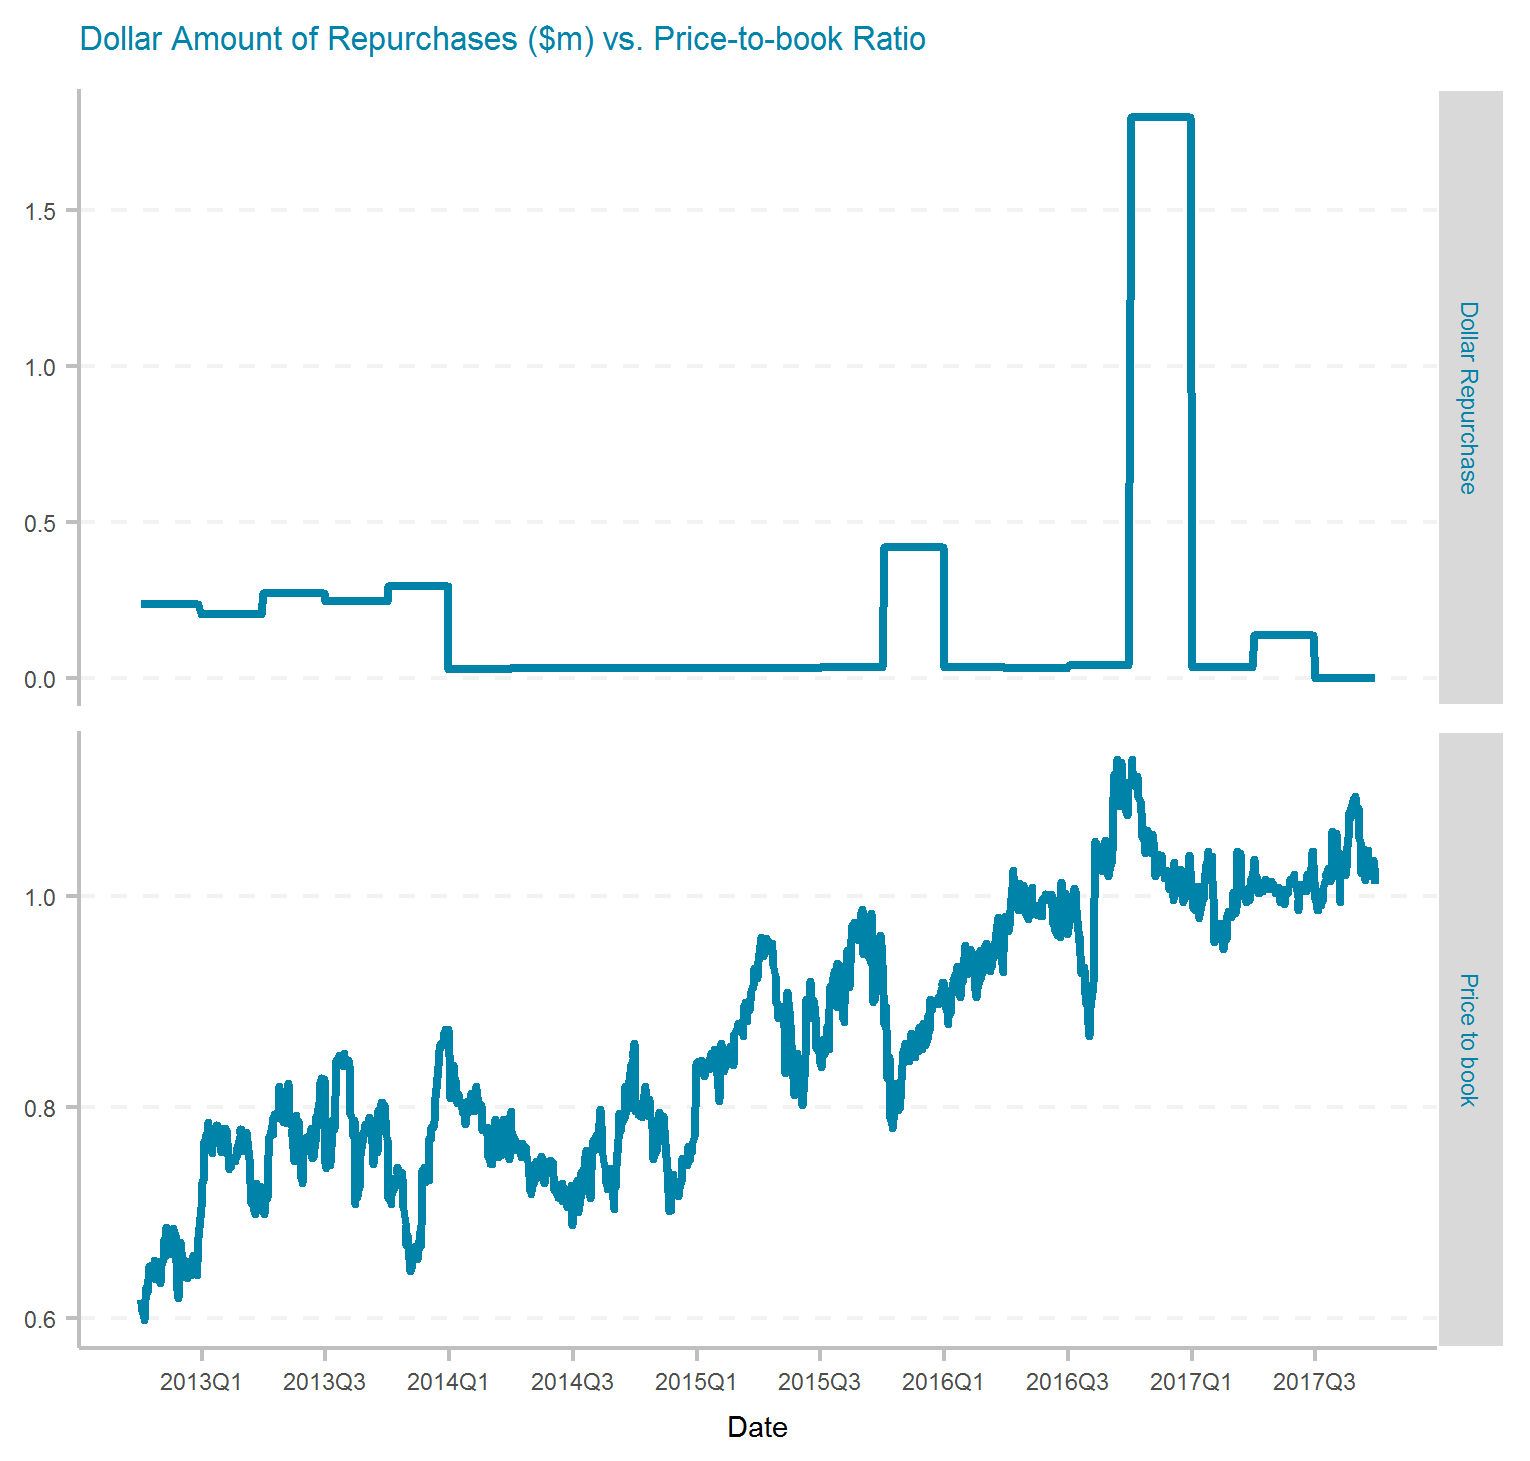 Dollar Amount of Repurchases ($m) vs. Price-to-book Ratio
1.5
1.0
0.5
0.0
Dollar Repurchase
1.0
0.8
0.6
Price to book
2013Q1 2013Q3 2014Q1 2014Q3 2015Q1 2015Q3 2016Q1 2016Q3 2017Q1 2017Q3
Date